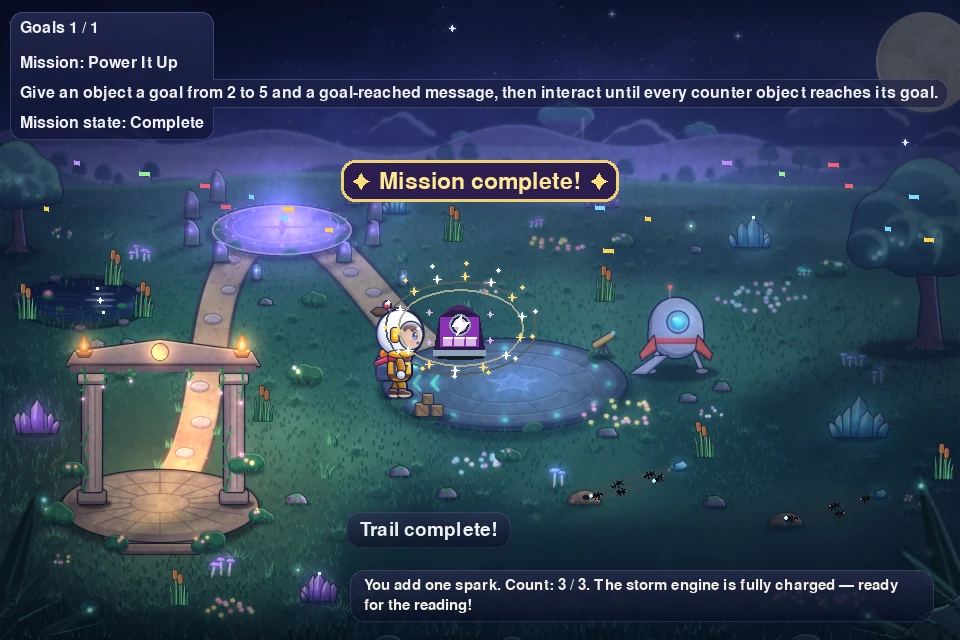 Goals 1 / 1
Mission: Power It Up
Give an object a goal from 2 to 5 and a goal-reached message, then interact until every counter object reaches its goal.
Mission state: Complete
Mission complete!
Trail complete!
You add one spark. Count: 3 / 3. The storm engine is fully charged — ready
for the reading!